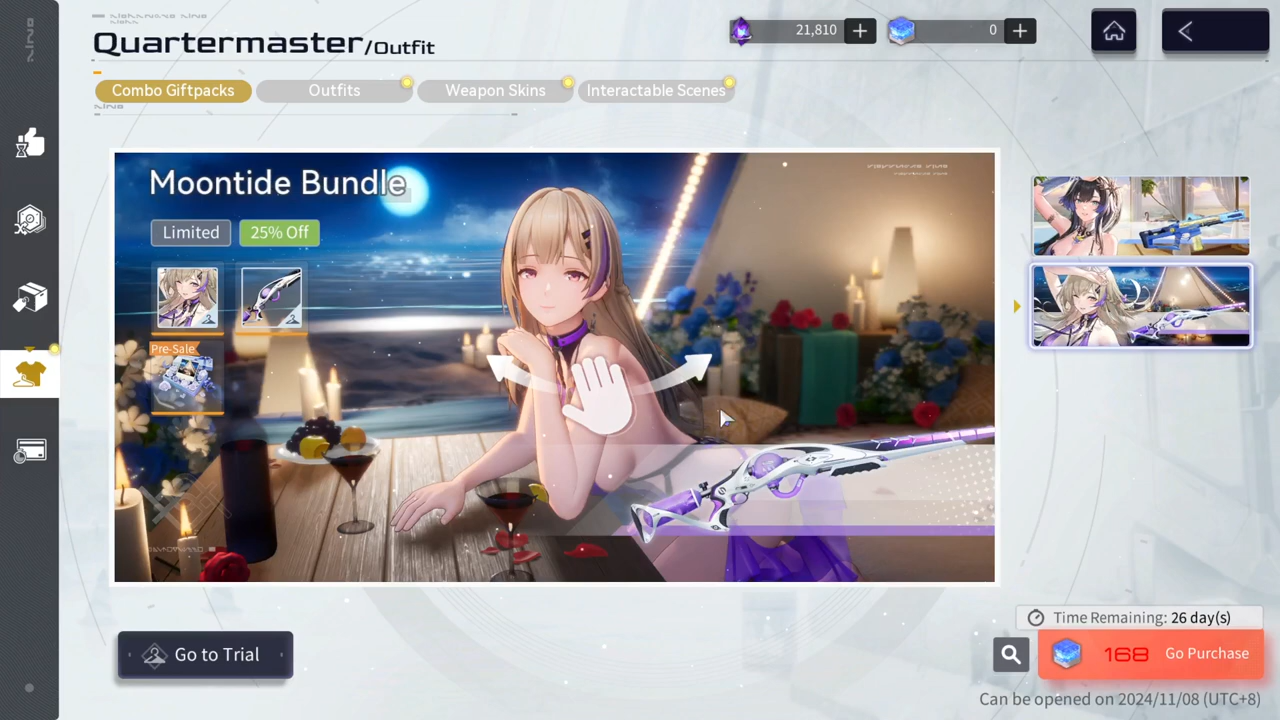 Quartermaster/Outfit
21,810
0
Combo Giftpacks
Outfits
Weapon Skins
Interactable Scenes
Moontide Bundle
Limited
25% Off
Pre-Sale
Go to Trial
Time Remaining: 26 day(s)
168 Go Purchase
Can be opened on 2024/11/08 (UTC+8)